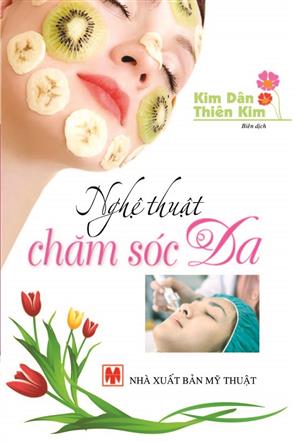 Kim Dân
Thiên Kim
Biên dịch
Nghệ thuật
chăm sóc Da
NHÀ XUẤT BẢN MỸ THUẬT